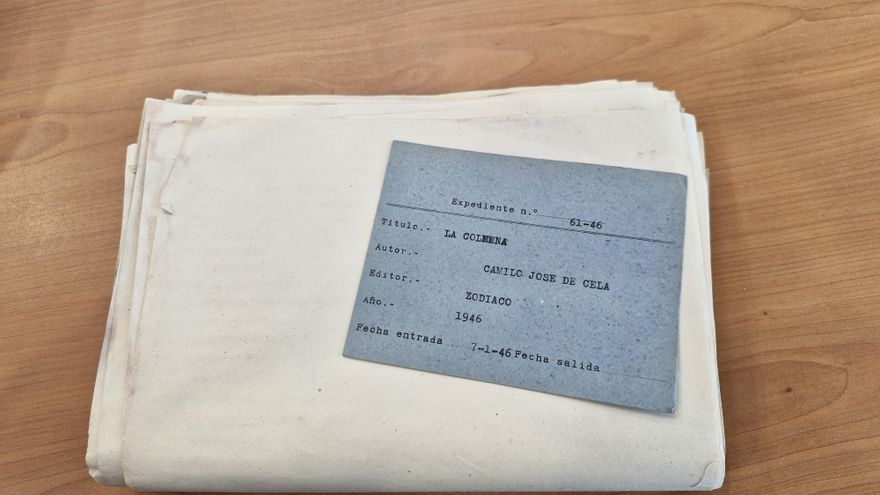 Expediente n.º 61-46
Titulo.- LA COLMENA
Autor.- CAMILO JOSE DE CELA
Editor.- ZODIACO
Año.- 1946
Fecha entrada 7-1-46 Fecha salida